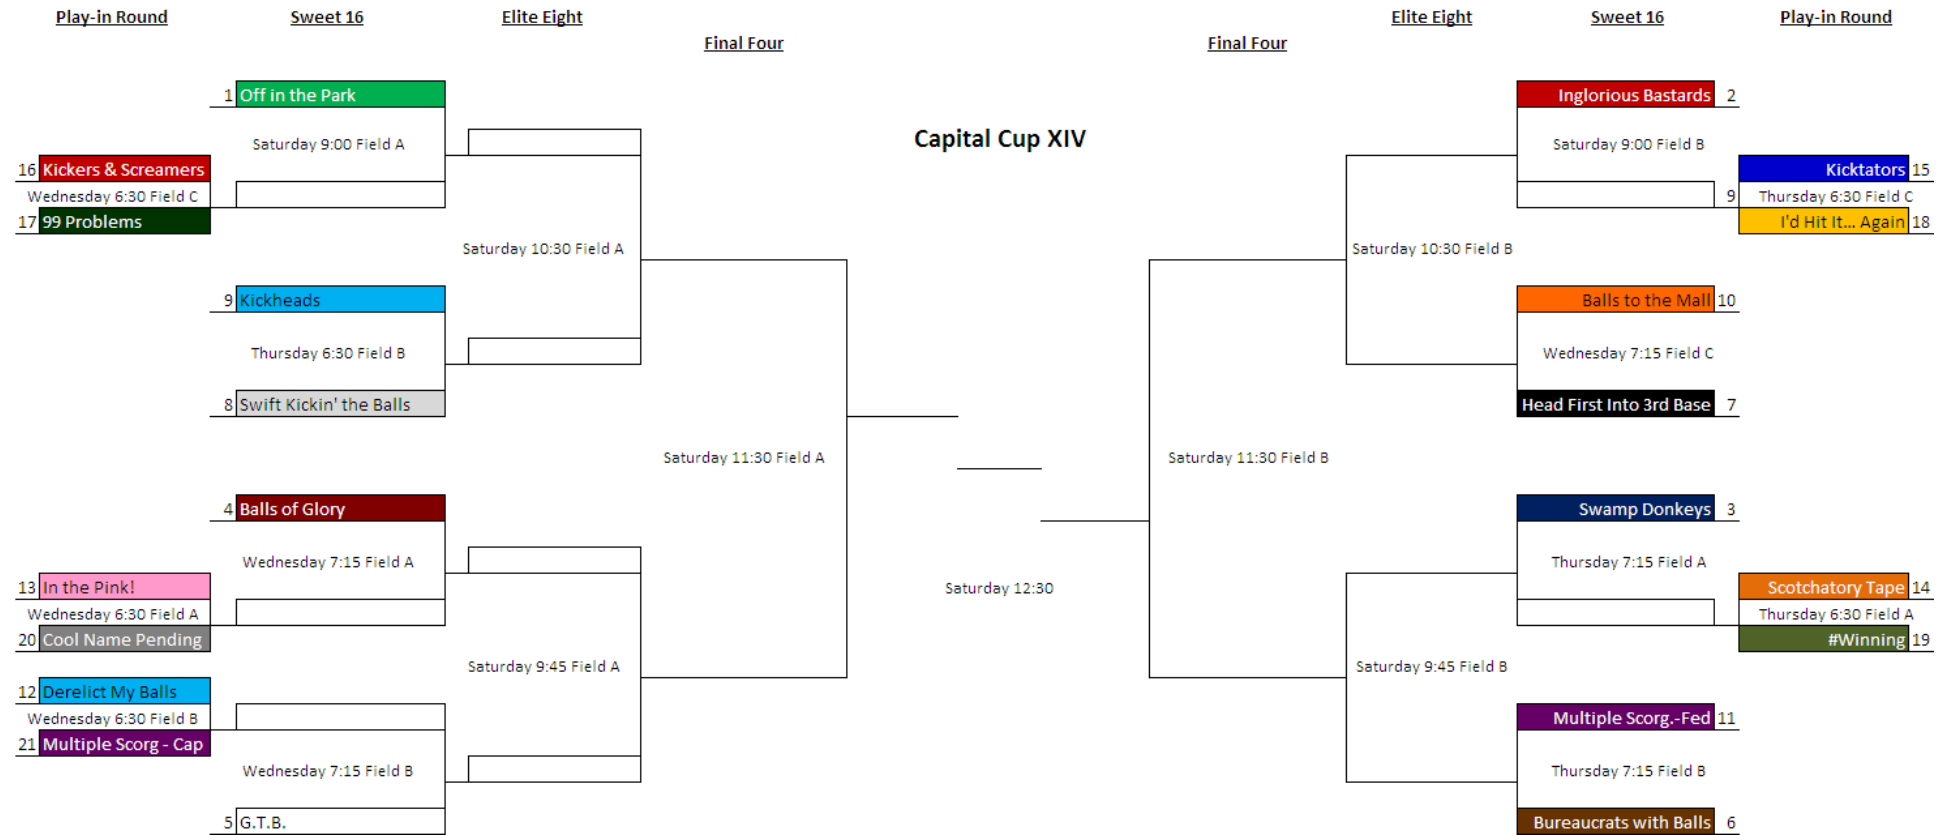 Play-in Round
Sweet 16
Elite Eight
Final Four
Final Four
Elite Eight
Sweet 16
Play-in Round
Capital Cup XIV
1 Off in the Park
Saturday 9:00 Field A
16 Kickers & Screamers
Wednesday 6:30 Field C
17 99 Problems
Saturday 10:30 Field A
9 Kickheads
Thursday 6:30 Field B
8 Swift Kickin' the Balls
Saturday 11:30 Field A
4 Balls of Glory
Wednesday 7:15 Field A
13 In the Pink!
Wednesday 6:30 Field A
20 Cool Name Pending
Saturday 9:45 Field A
12 Derelict My Balls
Wednesday 6:30 Field B
21 Multiple Scorg - Cap
Wednesday 7:15 Field B
5 G.T.B.
Saturday 12:30
Inglorious Bastards 2
Saturday 9:00 Field B
Kicktators 15
9 Thursday 6:30 Field C
I'd Hit It... Again 18
Saturday 10:30 Field B
Balls to the Mall 10
Wednesday 7:15 Field C
Head First Into 3rd Base 7
Saturday 11:30 Field B
Swamp Donkeys 3
Thursday 7:15 Field A
Scotchatory Tape 14
Thursday 6:30 Field A
#Winning 19
Saturday 9:45 Field B
Multiple Scorg.-Fed 11
Thursday 7:15 Field B
Bureaucrats with Balls 6